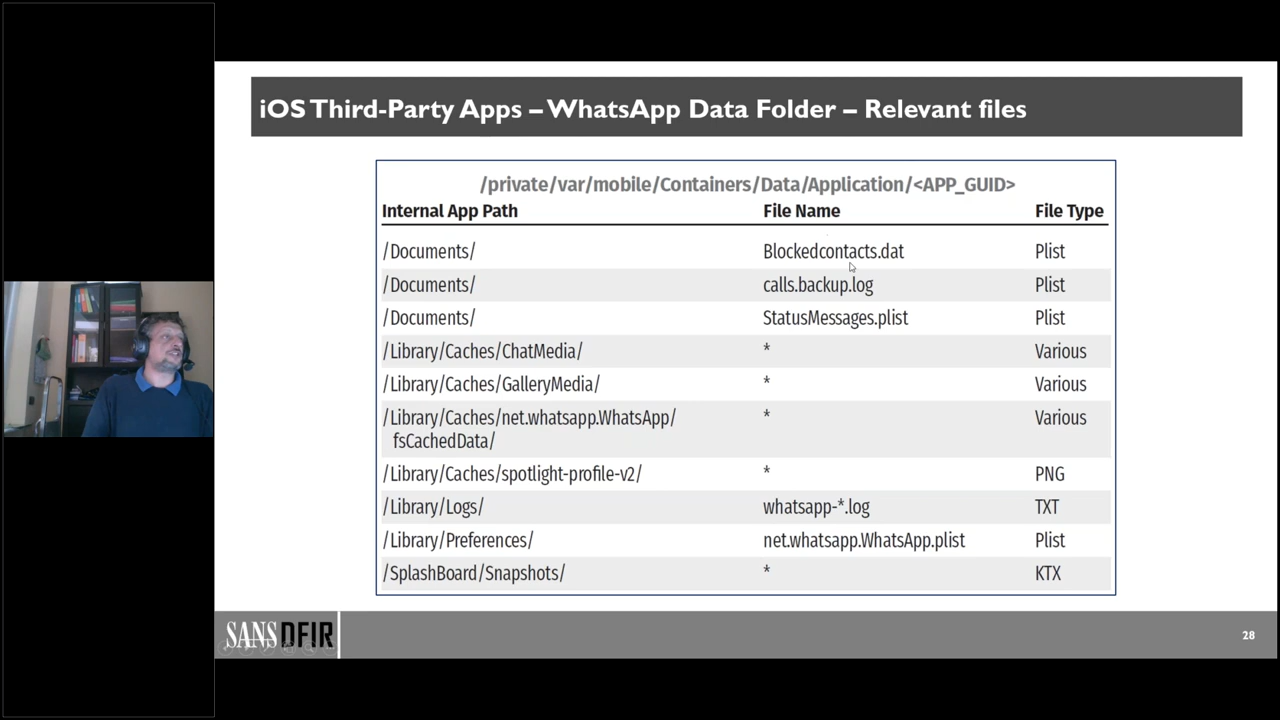 iOS Third-Party Apps – WhatsApp Data Folder – Relevant files
/private/var/mobile/Containers/Data/Application/<APP_GUID>
Internal App Path File Name File Type
/Documents/ Blockedcontacts.dat Plist
/Documents/ calls.backup.log Plist
/Documents/ StatusMessages.plist Plist
/Library/Caches/ChatMedia/ * Various
/Library/Caches/GalleryMedia/ * Various
/Library/Caches/net.whatsapp.WhatsApp/ * Various
fsCachedData/
/Library/Caches/spotlight-profile-v2/ * PNG
/Library/Logs/ whatsapp-*.log TXT
/Library/Preferences/ net.whatsapp.WhatsApp.plist Plist
/SplashBoard/Snapshots/ * KTX
SANS DFIR
28